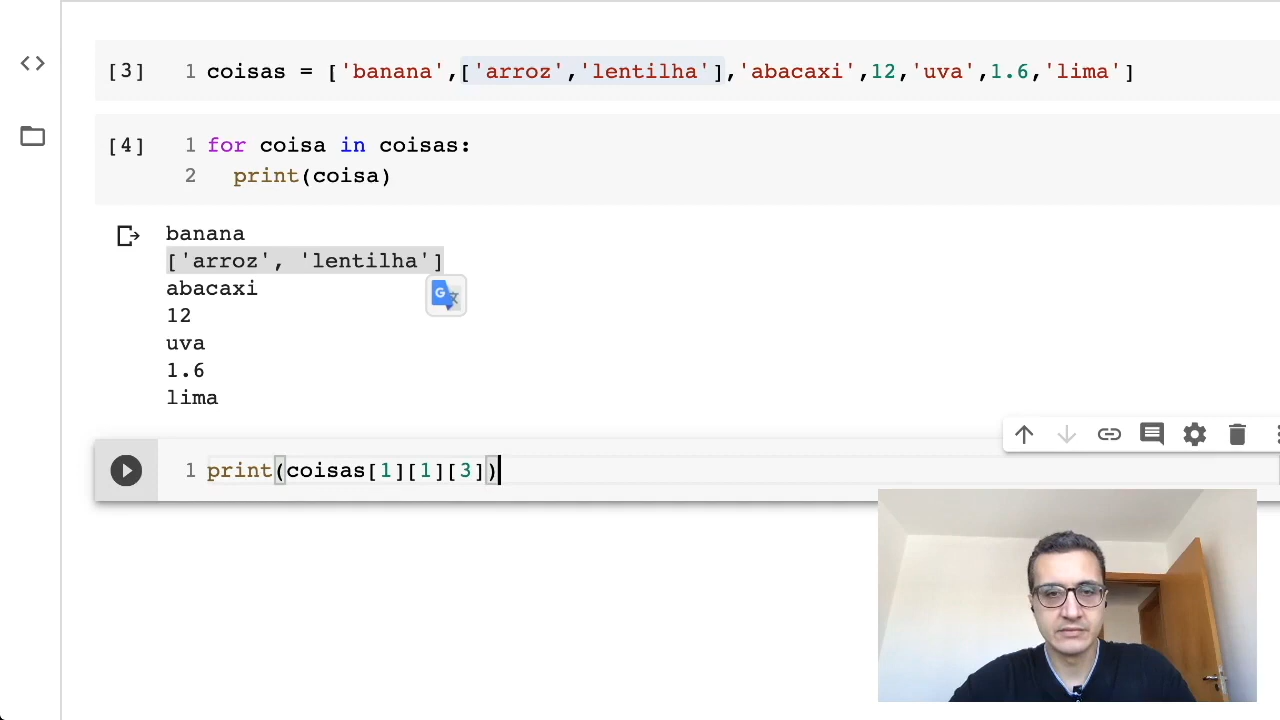 [3] 1 coisas = ['banana',['arroz','lentilha'],'abacaxi',12,'uva',1.6,'lima']
[4] 1 for coisa in coisas:
2 print(coisa)
banana
['arroz', 'lentilha']
abacaxi
12
uva
1.6
lima
1 print(coisas[1][1][3])